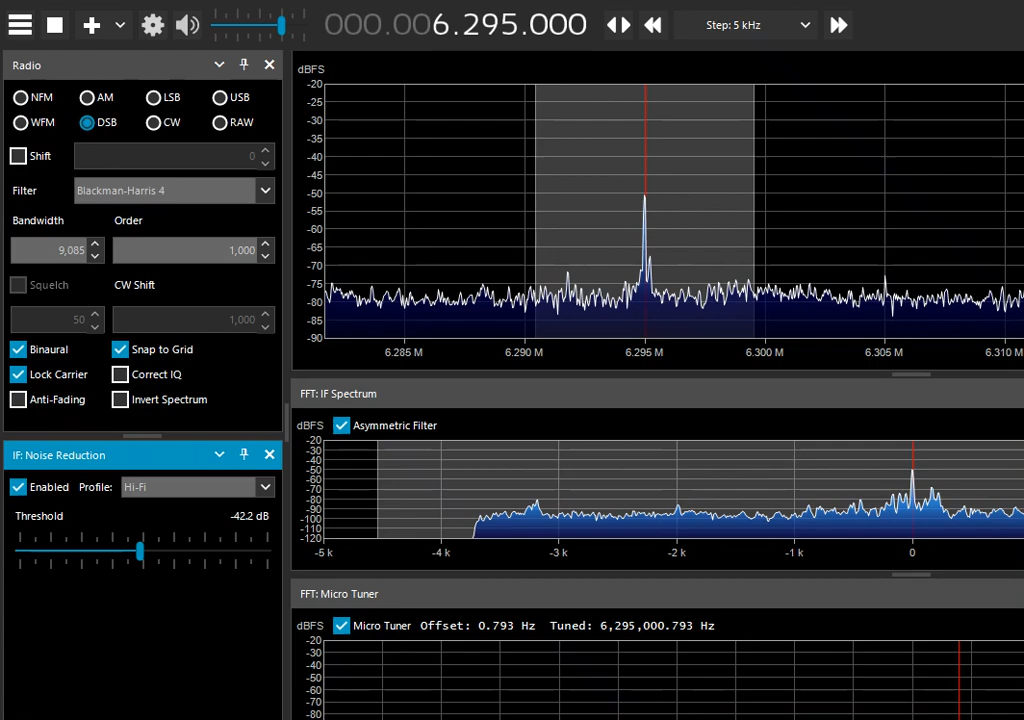 000.006.295.000
Step: 5 kHz
Radio
NFM AM LSB USB
WFM DSB CW RAW
Shift 0
Filter Blackman-Harris 4
Bandwidth Order
9,085 1,000
Squelch CW Shift
50 1,000
Binaural Snap to Grid
Lock Carrier Correct IQ
Anti-Fading Invert Spectrum
IF: Noise Reduction
Enabled Profile: Hi-Fi
Threshold -42.2 dB
dBFS
-20
-25
-30
-35
-40
-45
-50
-55
-60
-65
-70
-75
-80
-85
-90
6.285 M 6.290 M 6.295 M 6.300 M 6.305 M 6.310 M
FFT: IF Spectrum
dBFS Asymmetric Filter
-20
-30
-40
-50
-60
-70
-80
-90
-100
-110
-120
-5 k -4 k -3 k -2 k -1 k 0
FFT: Micro Tuner
dBFS Micro Tuner Offset: 0.793 Hz Tuned: 6,295,000.793 Hz
-20
-30
-40
-50
-60
-70
-80